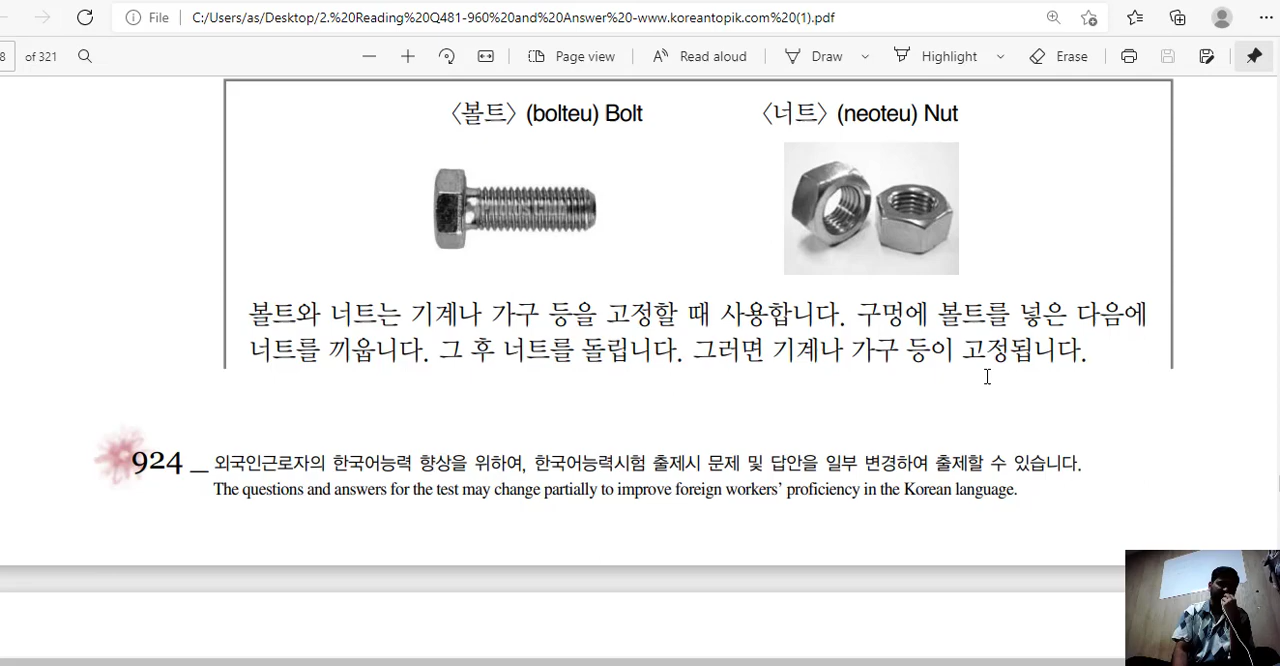 File
C:/Users/as/Desktop/2.%20Reading%20Q481-960%20and%20Answer%20-www.koreantopik.com%20(1).pdf
8 of 321
Page view
Read aloud
Draw
Highlight
Erase
〈볼트〉 (bolteu) Bolt
〈너트〉 (neoteu) Nut
볼트와 너트는 기계나 가구 등을 고정할 때 사용합니다. 구멍에 볼트를 넣은 다음에
너트를 끼웁니다. 그 후 너트를 돌립니다. 그러면 기계나 가구 등이 고정됩니다.
924 _ 외국인근로자의 한국어능력 향상을 위하여, 한국어능력시험 출제시 문제 및 답안을 일부 변경하여 출제할 수 있습니다.
The questions and answers for the test may change partially to improve foreign workers' proficiency in the Korean language.